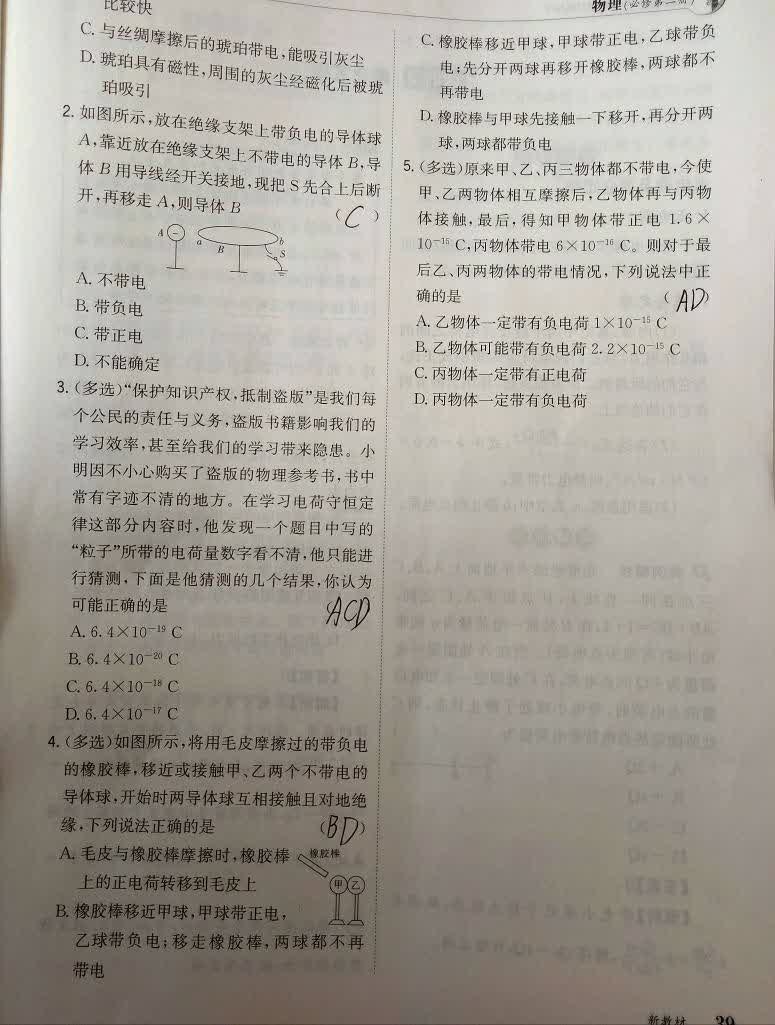 物理(必修第二册)
比较快
C. 与丝绸摩擦后的琥珀带电,能吸引灰尘
D. 琥珀具有磁性,周围的灰尘经磁化后被琥
珀吸引
2. 如图所示,放在绝缘支架上带负电的导体球
A,靠近放在绝缘支架上不带电的导体 B,导
体 B 用导线经开关接地,现把 S 先合上后断
开,再移走 A,则导体 B ( C )
A − a B b S
A. 不带电
B. 带负电
C. 带正电
D. 不能确定
3. (多选)“保护知识产权,抵制盗版”是我们每
个公民的责任与义务,盗版书籍影响我们的
学习效率,甚至给我们的学习带来隐患。小
明因不小心购买了盗版的物理参考书,书中
常有字迹不清的地方。在学习电荷守恒定
律这部分内容时,他发现一个题目中写的
“粒子”所带的电荷量数字看不清,他只能进
行猜测,下面是他猜测的几个结果,你认为
可能正确的是 (ACD)
A. 6.4×10⁻¹⁹ C
B. 6.4×10⁻²⁰ C
C. 6.4×10⁻¹⁸ C
D. 6.4×10⁻¹⁷ C
4. (多选)如图所示,将用毛皮摩擦过的带负电
的橡胶棒,移近或接触甲、乙两个不带电的
导体球,开始时两导体球互相接触且对地绝
缘,下列说法正确的是 (BD)
A. 毛皮与橡胶棒摩擦时,橡胶棒
上的正电荷转移到毛皮上
橡胶棒
甲 乙
B. 橡胶棒移近甲球,甲球带正电,
乙球带负电;移走橡胶棒,两球都不再
带电
C. 橡胶棒移近甲球,甲球带正电,乙球带负
电;先分开两球再移开橡胶棒,两球都不
再带电
D. 橡胶棒与甲球先接触一下移开,再分开两
球,两球都带负电
5. (多选)原来甲、乙、丙三物体都不带电,今使
甲、乙两物体相互摩擦后,乙物体再与丙物
体接触,最后,得知甲物体带正电 1.6×
10⁻¹⁵ C,丙物体带电 6×10⁻¹⁶ C。则对于最
后乙、丙两物体的带电情况,下列说法中正
确的是 (AD)
A. 乙物体一定带有负电荷 1×10⁻¹⁵ C
B. 乙物体可能带有负电荷 2.2×10⁻¹⁵ C
C. 丙物体一定带有正电荷
D. 丙物体一定带有负电荷
新教材 39